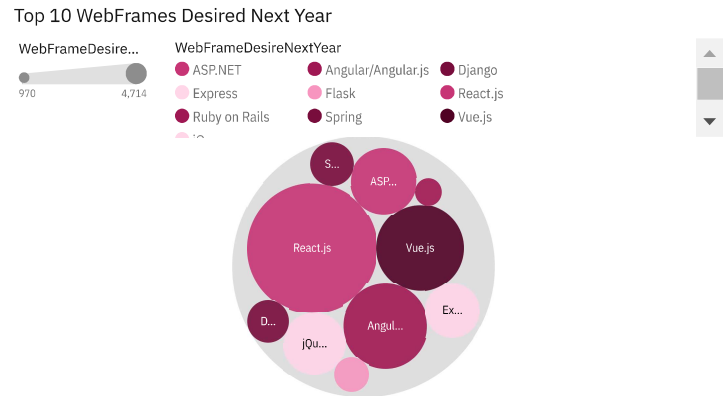 Top 10 WebFrames Desired Next Year
WebFrameDesire...
970
4,714
WebFrameDesireNextYear
ASP.NET
Angular/Angular.js
Django
Express
Flask
React.js
Ruby on Rails
Spring
Vue.js
S...
ASP...
React.js
Vue.js
Ex...
D...
Angul...
jQu...